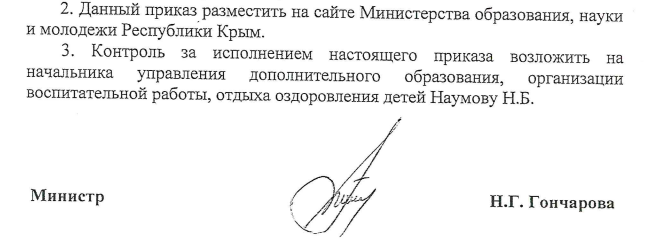 2. Данный приказ разместить на сайте Министерства образования, науки
и молодежи Республики Крым.
3. Контроль за исполнением настоящего приказа возложить на
начальника управления дополнительного образования, организации
воспитательной работы, отдыха оздоровления детей Наумову Н.Б.
Министр Н.Г. Гончарова